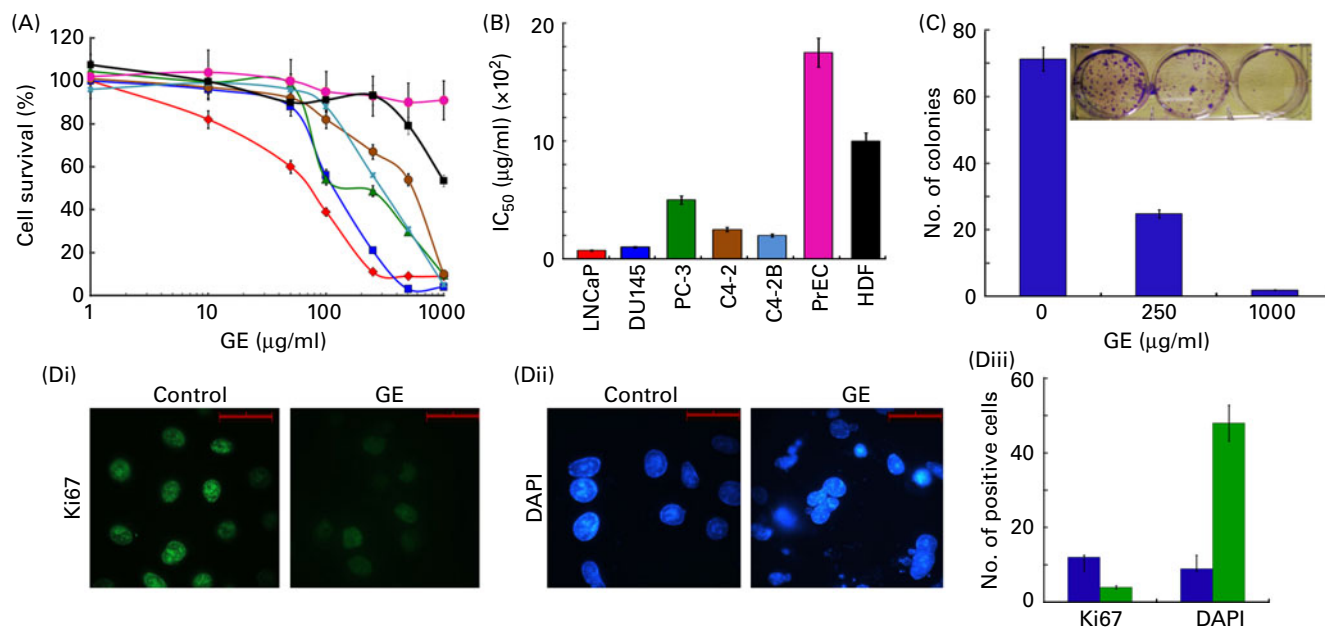 (A)
Cell survival (%)
120
100
80
60
40
20
0
1
10
100
1000
GE (μg/ml)
(B)
IC50 (μg/ml) (×10²)
20
10
0
LNCaP
DU145
PC-3
C4-2
C4-2B
PrEC
HDF
(C)
No. of colonies
80
60
40
20
0
0
250
1000
GE (μg/ml)
(Di)
Control
GE
Ki67
(Dii)
Control
GE
DAPI
(Diii)
No. of positive cells
60
40
20
0
Ki67
DAPI